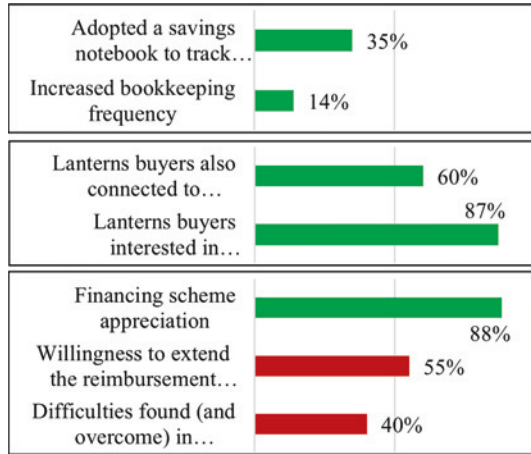 Adopted a savings
notebook to track…
35%
Increased bookkeeping
frequency
14%
Lanterns buyers also
connected to…
60%
Lanterns buyers
interested in…
87%
Financing scheme
appreciation
88%
Willingness to extend
the reimbursement…
55%
Difficulties found (and
overcome) in…
40%